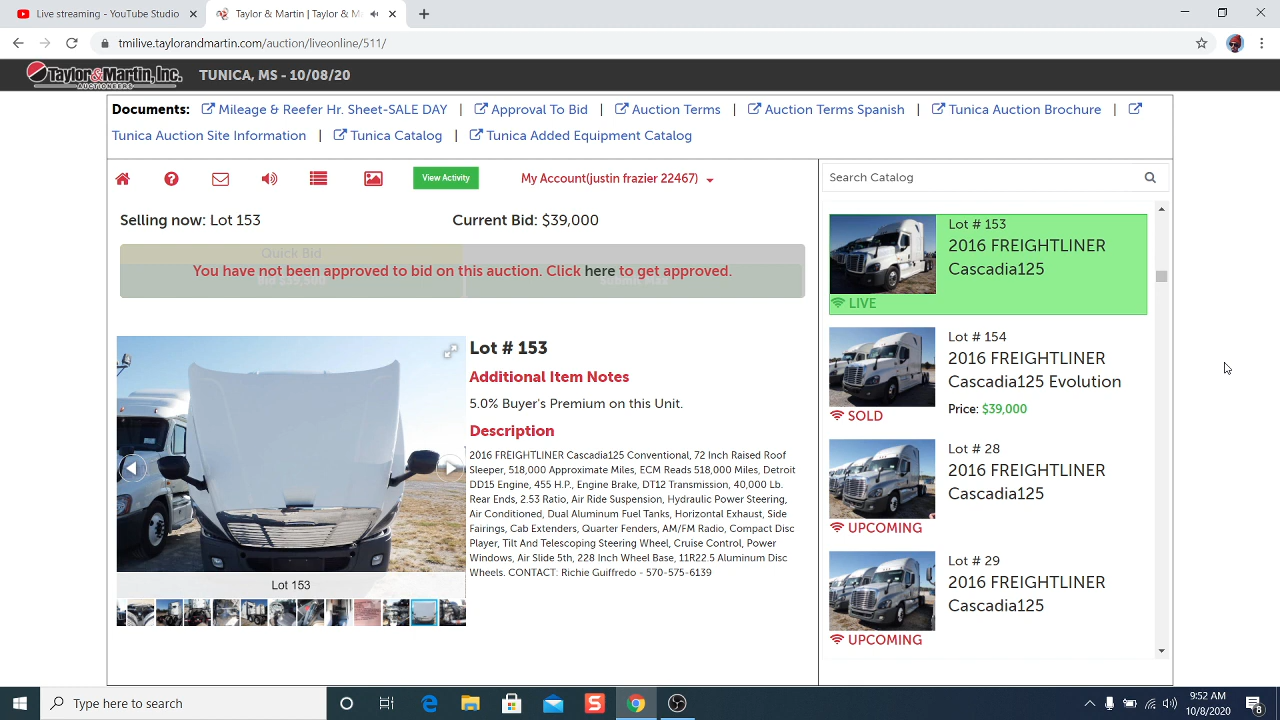 Live streaming - YouTube Studio
Taylor & Martin | Taylor & M
tmilive.taylorandmartin.com/auction/liveonline/511/
Taylor&Martin, Inc.
AUCTIONEERS
TUNICA, MS - 10/08/20
Documents: Mileage & Reefer Hr. Sheet-SALE DAY | Approval To Bid | Auction Terms | Auction Terms Spanish | Tunica Auction Brochure |
Tunica Auction Site Information | Tunica Catalog | Tunica Added Equipment Catalog
View Activity
My Account(justin frazier 22467)
Search Catalog
Selling now: Lot 153
Current Bid: $39,000
Quick Bid
You have not been approved to bid on this auction. Click here to get approved.
Lot # 153
Additional Item Notes
5.0% Buyer's Premium on this Unit.
Description
2016 FREIGHTLINER Cascadia125 Conventional, 72 Inch Raised Roof
Sleeper, 518,000 Approximate Miles, ECM Reads 518,000 Miles, Detroit
DD15 Engine, 455 H.P., Engine Brake, DT12 Transmission, 40,000 Lb.
Rear Ends, 2.53 Ratio, Air Ride Suspension, Hydraulic Power Steering,
Air Conditioned, Dual Aluminum Fuel Tanks, Horizontal Exhaust, Side
Fairings, Cab Extenders, Quarter Fenders, AM/FM Radio, Compact Disc
Player, Tilt And Telescoping Steering Wheel, Cruise Control, Power
Windows, Air Slide 5th, 228 Inch Wheel Base, 11R22.5 Aluminum Disc
Wheels. CONTACT: Richie Guiffredo - 570-575-6139
Lot 153
Lot # 153
2016 FREIGHTLINER
Cascadia125
LIVE
Lot # 154
2016 FREIGHTLINER
Cascadia125 Evolution
Price: $39,000
SOLD
Lot # 28
2016 FREIGHTLINER
Cascadia125
UPCOMING
Lot # 29
2016 FREIGHTLINER
Cascadia125
UPCOMING
Type here to search
9:52 AM
10/8/2020
8